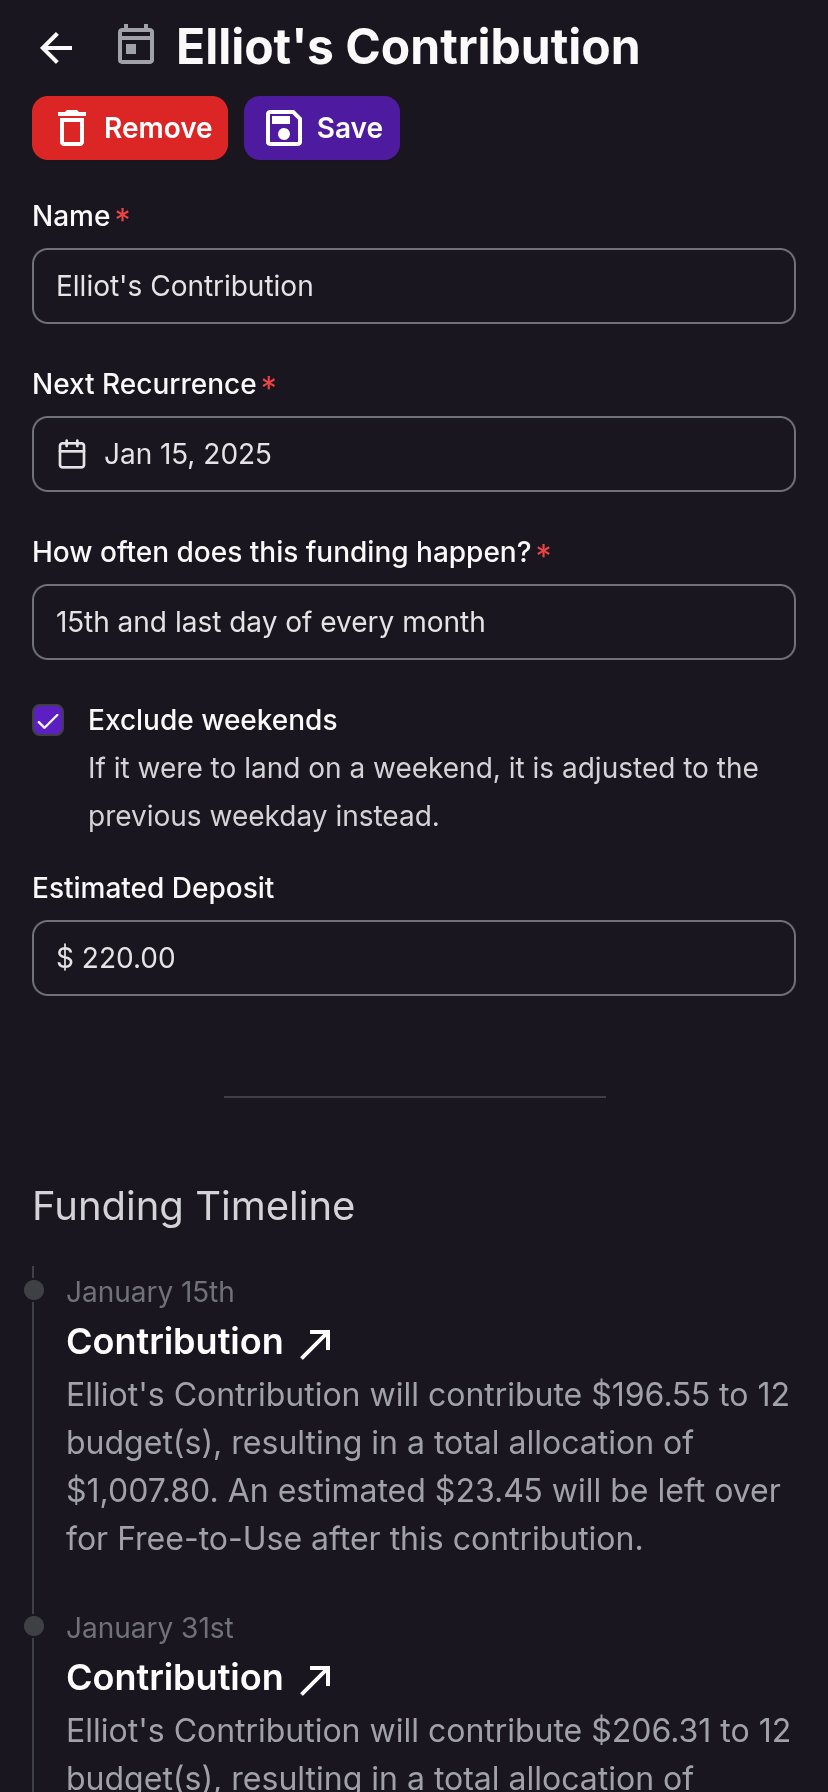 Elliot's Contribution
Remove
Save
Name *
Elliot's Contribution
Next Recurrence *
Jan 15, 2025
How often does this funding happen? *
15th and last day of every month
Exclude weekends
If it were to land on a weekend, it is adjusted to the
previous weekday instead.
Estimated Deposit
$ 220.00
Funding Timeline
January 15th
Contribution
Elliot's Contribution will contribute $196.55 to 12
budget(s), resulting in a total allocation of
$1,007.80. An estimated $23.45 will be left over
for Free-to-Use after this contribution.
January 31st
Contribution
Elliot's Contribution will contribute $206.31 to 12
budget(s), resulting in a total allocation of